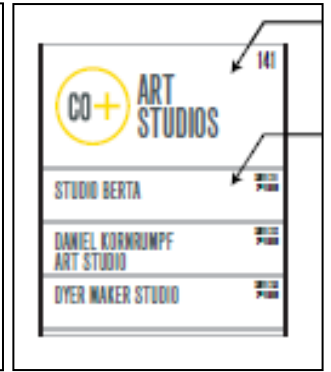 141
CO+ ART
STUDIOS
STUDIO BERTA
DANIEL KORNRUMPF
ART STUDIO
DYER MAKER STUDIO